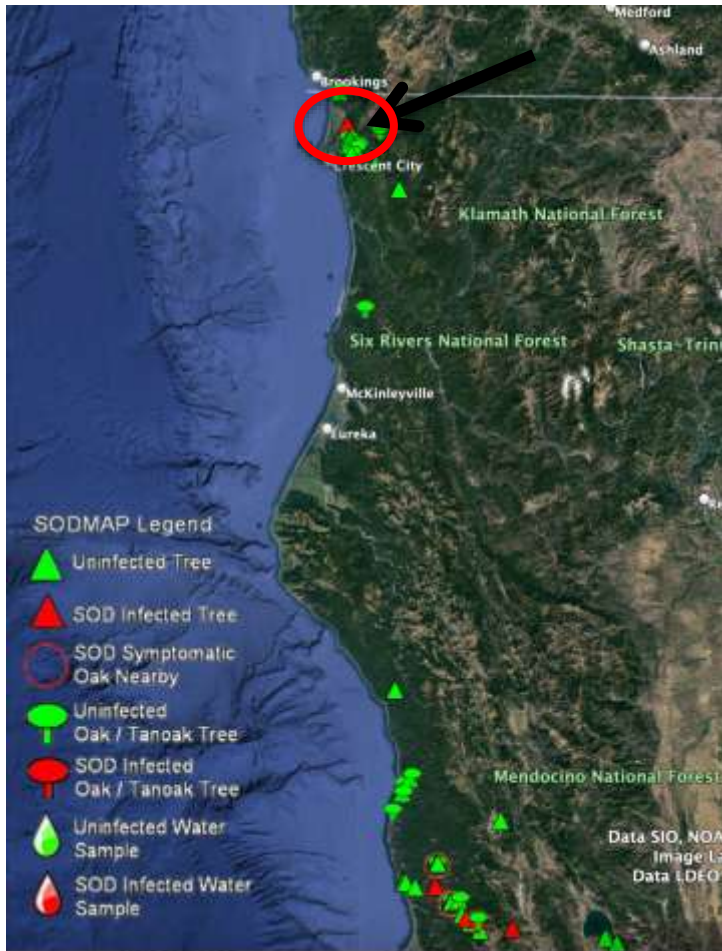 Medford
Ashland
Brookings
Crescent City
Klamath National Forest
Six Rivers National Forest
Shasta-Trin
McKinleyville
Eureka
SODMAP Legend
Uninfected Tree
SOD Infected Tree
SOD Symptomatic
Oak Nearby
Uninfected
Oak / Tanoak Tree
SOD Infected
Oak / Tanoak Tree
Uninfected Water
Sample
SOD Infected Water
Sample
Mendocino National Forest
Data SIO, NOA
Image La
Data LDEO